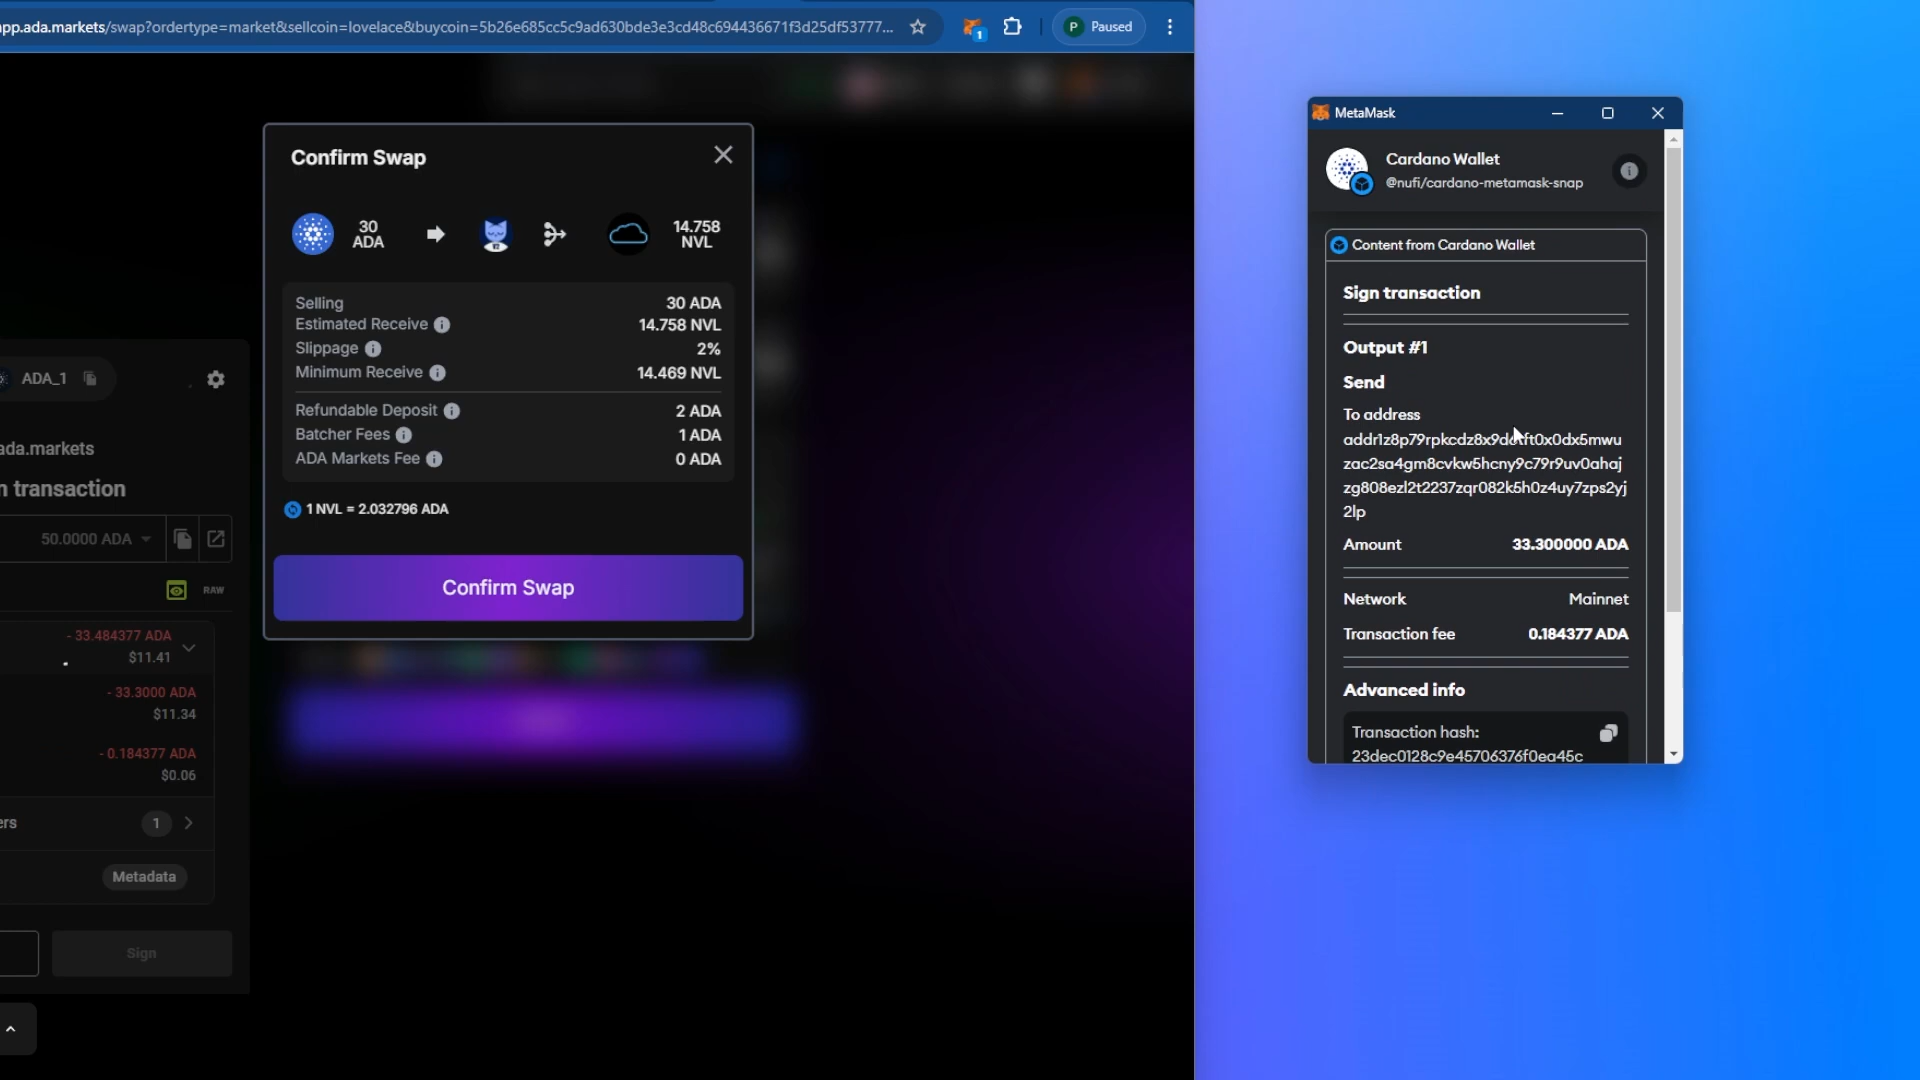 app.ada.markets/swap?ordertype=market&sellcoin=lovelace&buycoin=5b26e685cc5c9ad630bde3e3cd48c694436671f3d25df53777...
1
P Paused
Confirm Swap
30 ADA
14.758 NVL
Selling 30 ADA
Estimated Receive 14.758 NVL
Slippage 2%
Minimum Receive 14.469 NVL
Refundable Deposit 2 ADA
Batcher Fees 1 ADA
ADA Markets Fee 0 ADA
1 NVL = 2.032796 ADA
Confirm Swap
ADA_1
ada.markets
n transaction
50.0000 ADA
RAW
- 33.484377 ADA
$11.41
- 33.3000 ADA
$11.34
- 0.184377 ADA
$0.06
ers 1
Metadata
Sign
MetaMask
Cardano Wallet
@nufi/cardano-metamask-snap
Content from Cardano Wallet
Sign transaction
Output #1
Send
To address
zac2sa4gm8cvkw5hcny9c79r9uv0ahaj
zg808ezl2t2237zqr082k5h0z4uy7zps2yj
2lp
Amount 33.300000 ADA
Network Mainnet
Transaction fee 0.184377 ADA
Advanced info
Transaction hash:
23dec0128c9e45706376f0ea45c